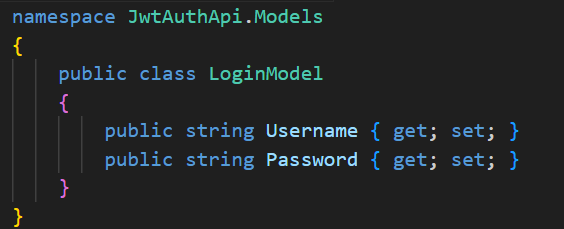 namespace JwtAuthApi.Models
{
    public class LoginModel
    {
        public string Username { get; set; }
        public string Password { get; set; }
    }
}